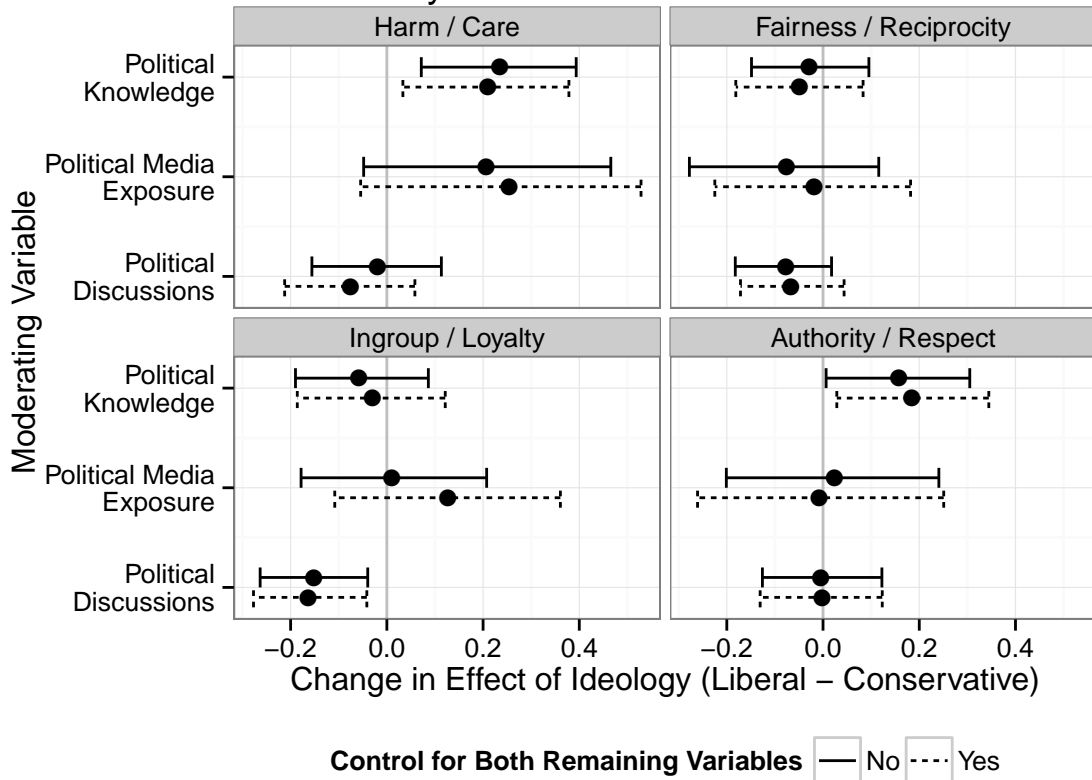 Harm / Care
Fairness / Reciprocity
Political
Knowledge
Political Media
Exposure
Political
Discussions
Ingroup / Loyalty
Authority / Respect
Political
Knowledge
Political Media
Exposure
Political
Discussions
Moderating Variable
−0.2 0.0 0.2 0.4
−0.2 0.0 0.2 0.4
Change in Effect of Ideology (Liberal − Conservative)
Control for Both Remaining Variables No Yes